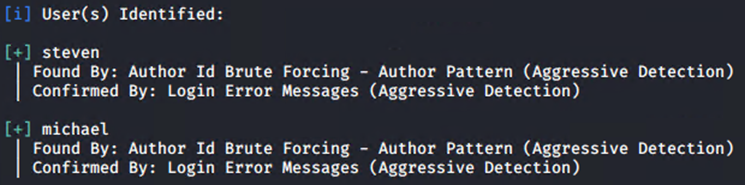 [i] User(s) Identified:
[+] steven
| Found By: Author Id Brute Forcing - Author Pattern (Aggressive Detection)
| Confirmed By: Login Error Messages (Aggressive Detection)
[+] michael
| Found By: Author Id Brute Forcing - Author Pattern (Aggressive Detection)
| Confirmed By: Login Error Messages (Aggressive Detection)